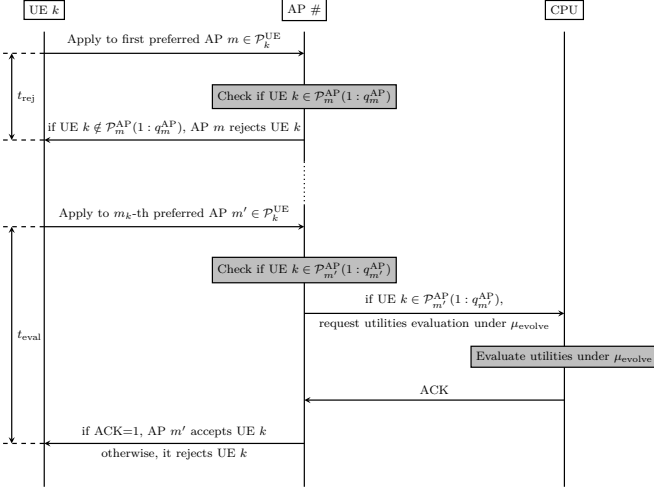 UE k
AP #
CPU
Apply to first preferred AP m ∈ 𝒫_k^UE
t_rej
Check if UE k ∈ 𝒫_m^AP(1 : q_m^AP)
if UE k ∉ 𝒫_m^AP(1 : q_m^AP), AP m rejects UE k
Apply to m_k-th preferred AP m′ ∈ 𝒫_k^UE
Check if UE k ∈ 𝒫_m′^AP(1 : q_m′^AP)
if UE k ∈ 𝒫_m′^AP(1 : q_m′^AP),
request utilities evaluation under μ_evolve
t_eval
Evaluate utilities under μ_evolve
ACK
if ACK=1, AP m′ accepts UE k
otherwise, it rejects UE k